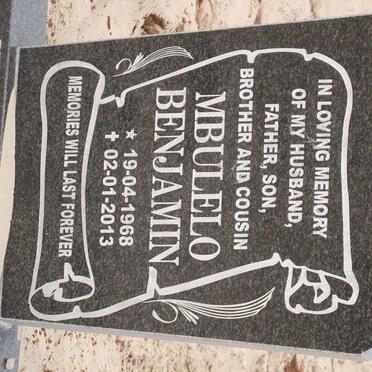 IN LOVING MEMORY
OF MY HUSBAND,
FATHER, SON,
BROTHER AND COUSIN
MBULELO
BENJAMIN
★ 19-04-1968
✝ 02-01-2013
MEMORIES WILL LAST FOREVER